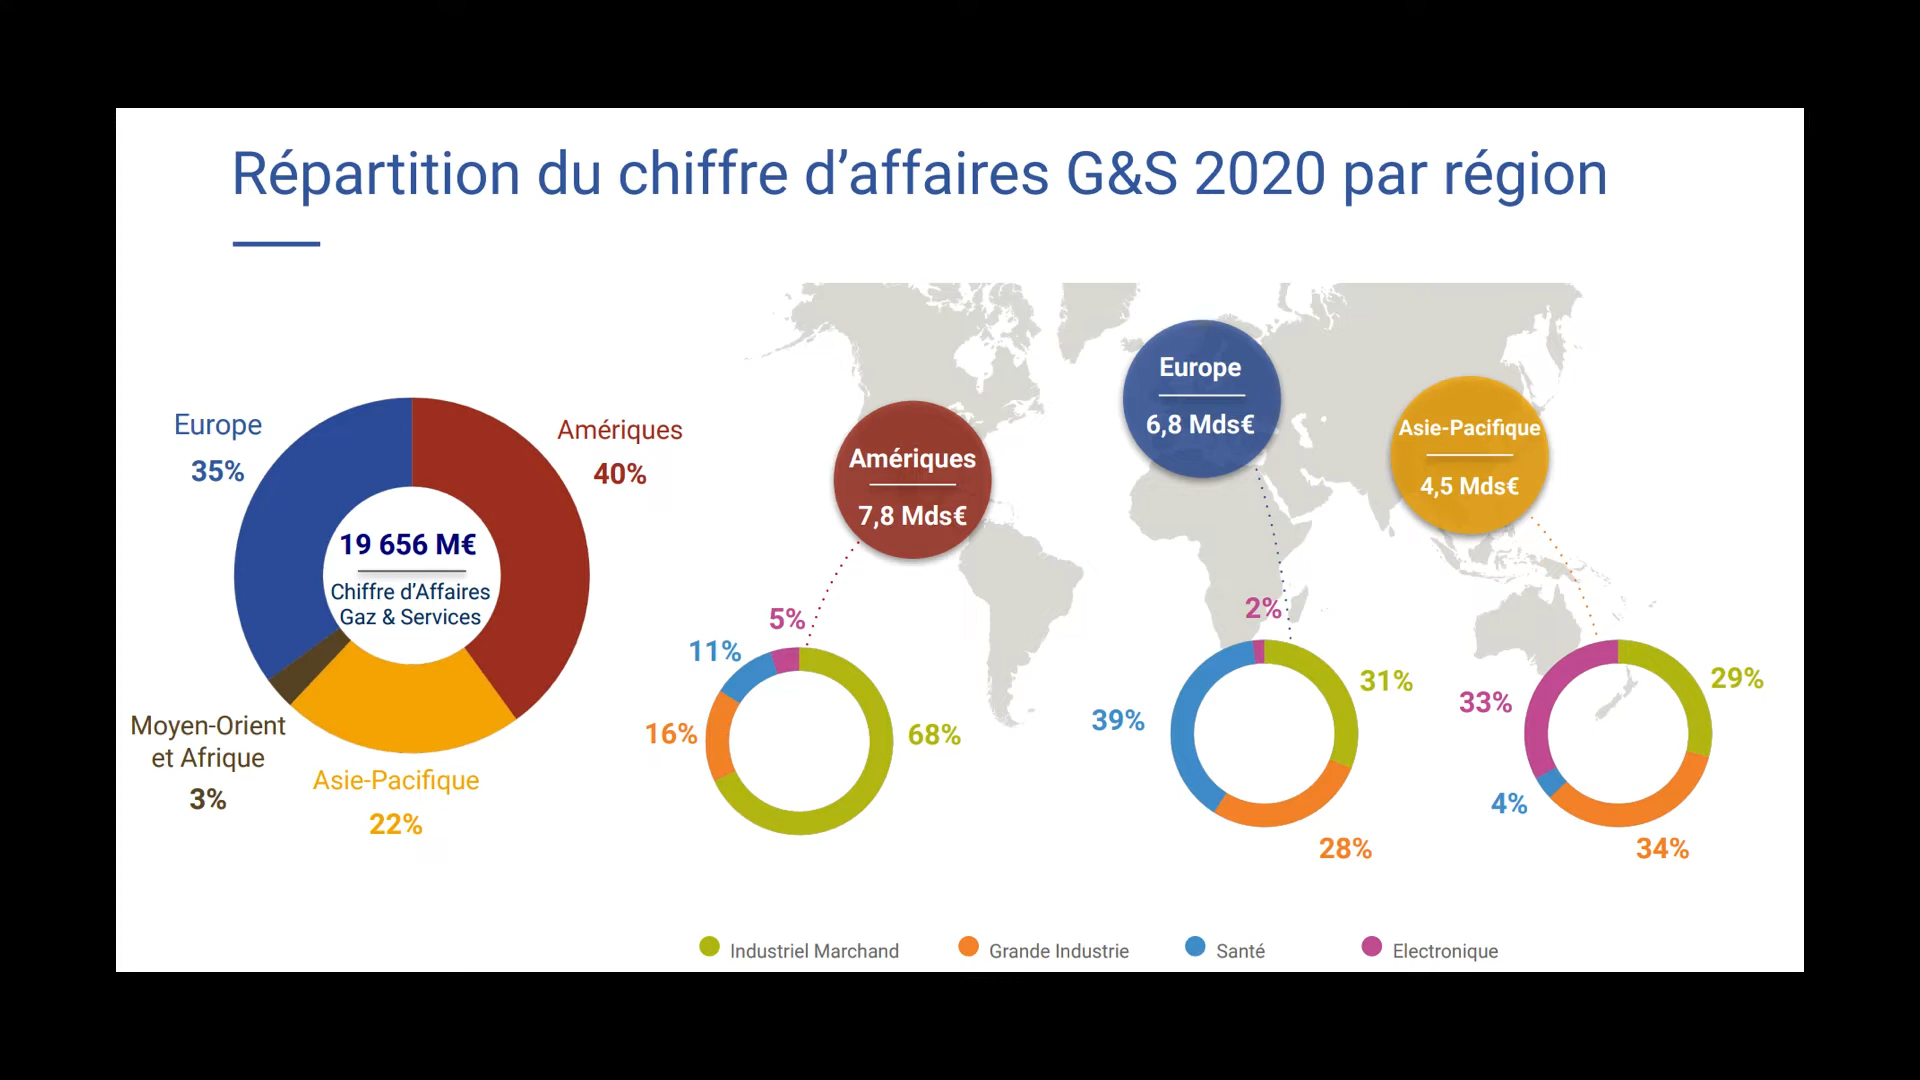 Répartition du chiffre d’affaires G&S 2020 par région
Europe
35%
Amériques
40%
19 656 M€
Chiffre d’Affaires
Gaz & Services
Moyen-Orient
et Afrique
3%
Asie-Pacifique
22%
Amériques
7,8 Mds€
Europe
6,8 Mds€
Asie-Pacifique
4,5 Mds€
5%
11%
16%
68%
2%
39%
31%
28%
33%
29%
4%
34%
Industriel Marchand
Grande Industrie
Santé
Electronique